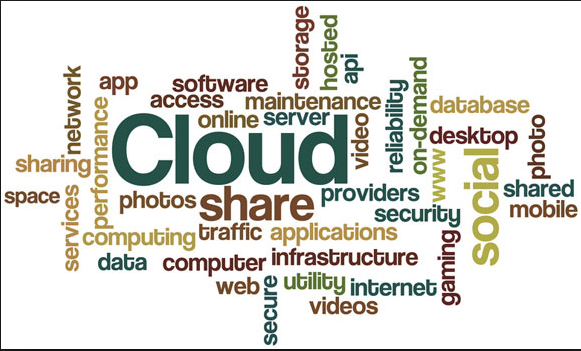 storage
hosted
api
network
app
software
access
maintenance
reliability
on-demand
database
performance
online
server
video
desktop
photo
Cloud
sharing
www
social
space
services
photos
share
providers
shared
security
mobile
computing
traffic
applications
gaming
data
computer
infrastructure
web
secure
utility
internet
videos